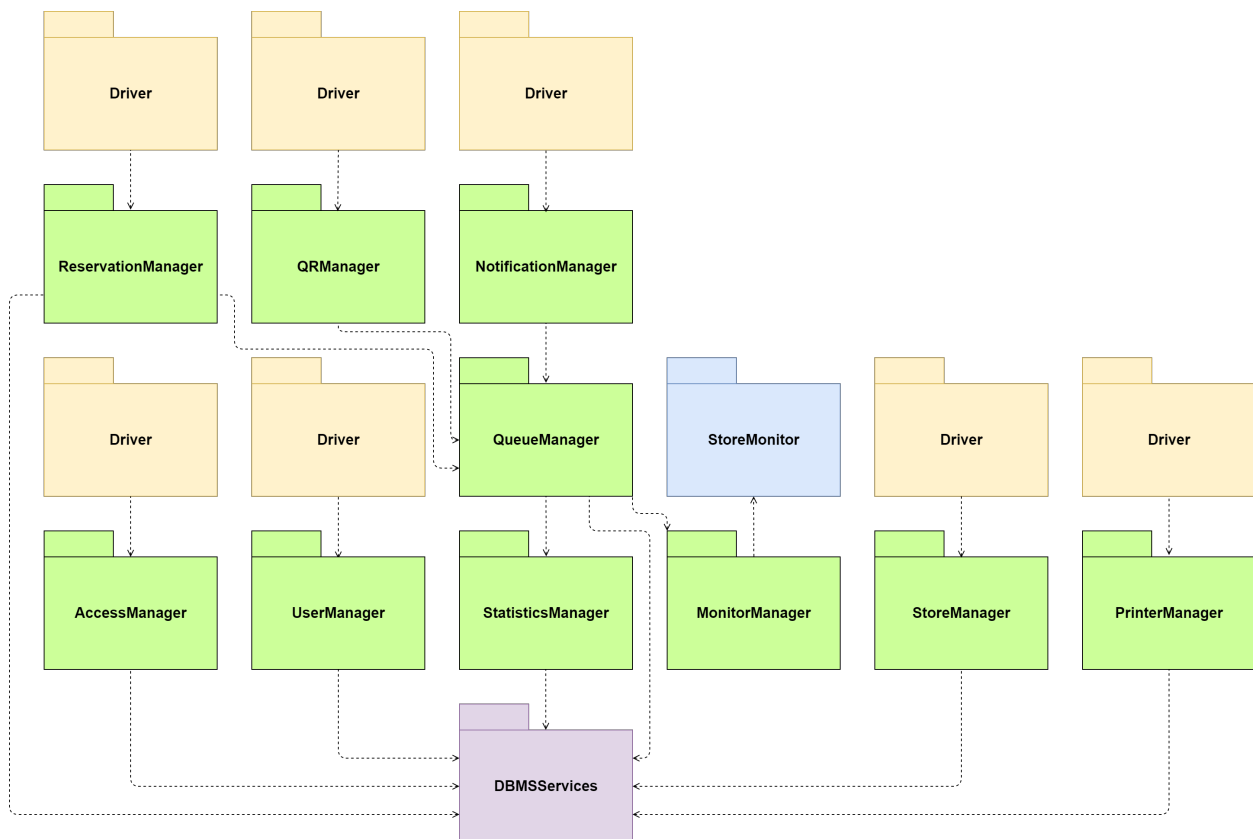 Driver
Driver
Driver
ReservationManager
QRManager
NotificationManager
Driver
Driver
QueueManager
StoreMonitor
Driver
Driver
AccessManager
UserManager
StatisticsManager
MonitorManager
StoreManager
PrinterManager
DBMSServices